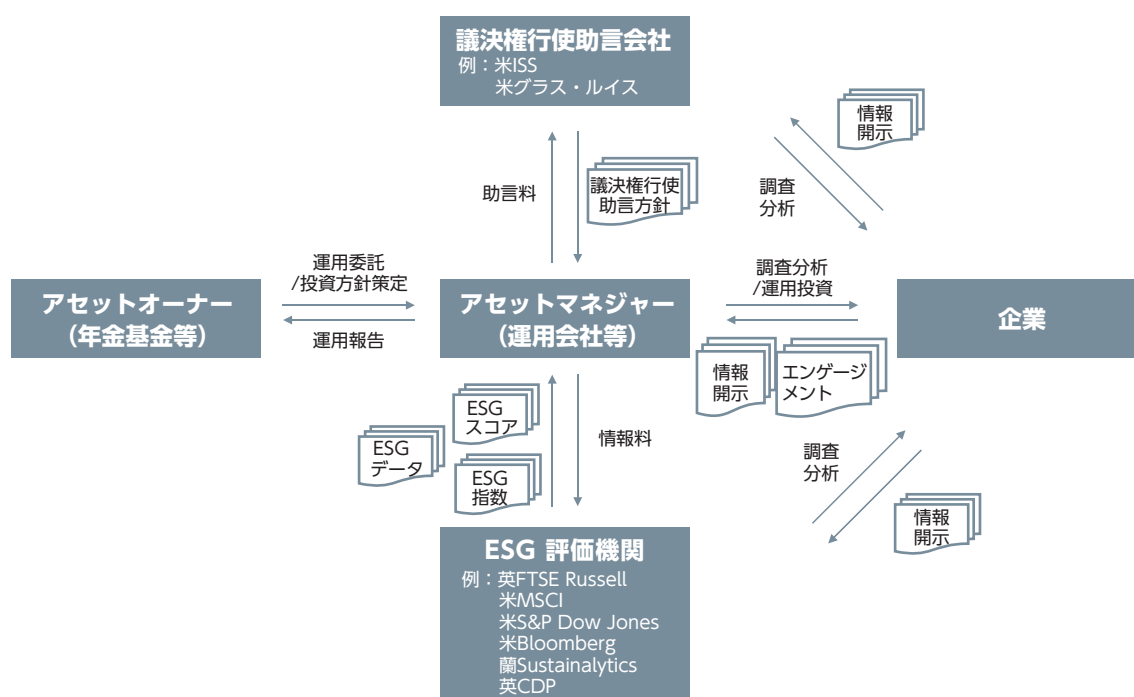 議決権行使助言会社
例：米ISS
米グラス・ルイス
情報
開示
調査
分析
助言料
議決権行使
助言方針
運用委託
/投資方針策定
アセットオーナー
（年金基金等）
運用報告
アセットマネジャー
（運用会社等）
調査分析
/運用投資
企業
情報
開示
エンゲージ
メント
ESG
スコア
ESG
データ
ESG
指数
情報料
調査
分析
情報
開示
ESG 評価機関
例：英FTSE Russell
米MSCI
米S&P Dow Jones
米Bloomberg
蘭Sustainalytics
英CDP